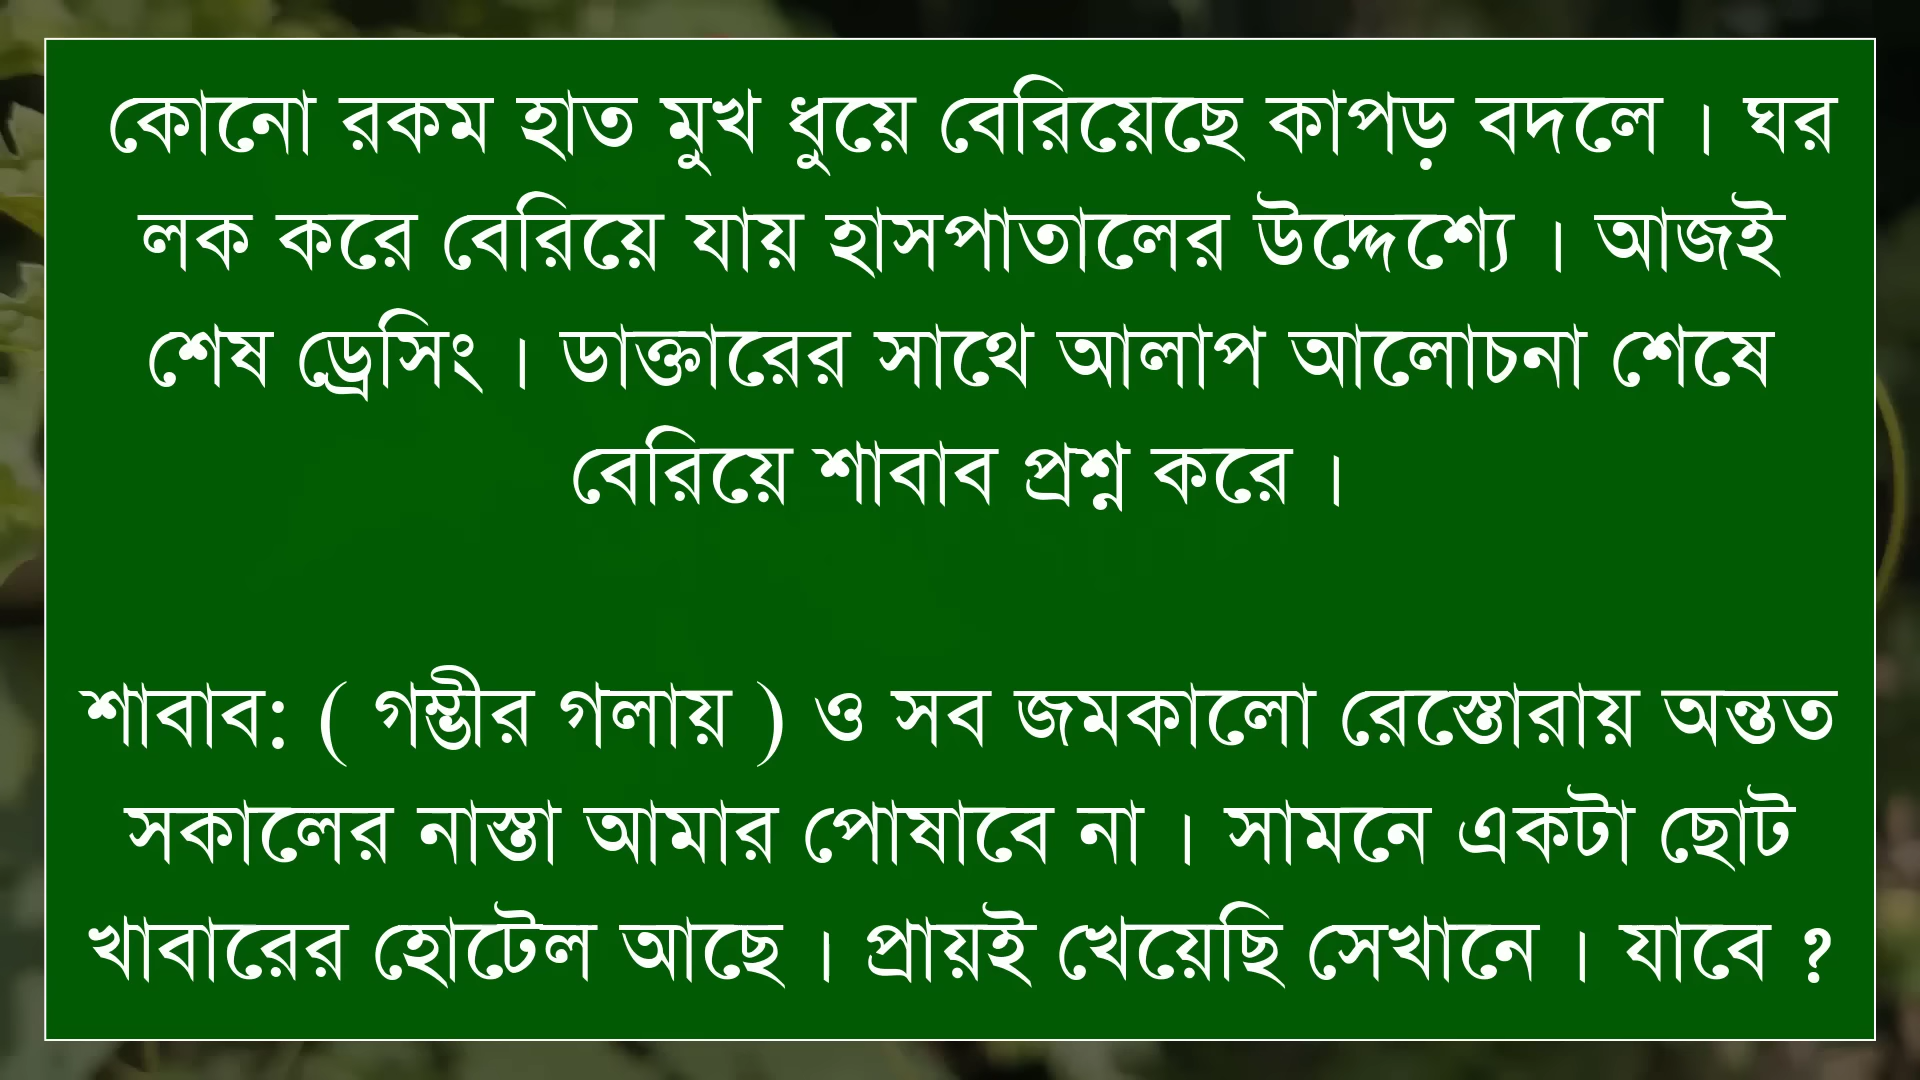 কোনো রকম হাত মুখ ধুয়ে বেরিয়েছে কাপড় বদলে । ঘর
লক করে বেরিয়ে যায় হাসপাতালের উদ্দেশ্যে । আজই
শেষ ড্রেসিং । ডাক্তারের সাথে আলাপ আলোচনা শেষে
বেরিয়ে শাবাব প্রশ্ন করে ।
শাবাব: ( গম্ভীর গলায় ) ও সব জমকালো রেস্তোরায় অন্তত
সকালের নাস্তা আমার পোষাবে না । সামনে একটা ছোট
খাবারের হোটেল আছে । প্রায়ই খেয়েছি সেখানে । যাবে ?